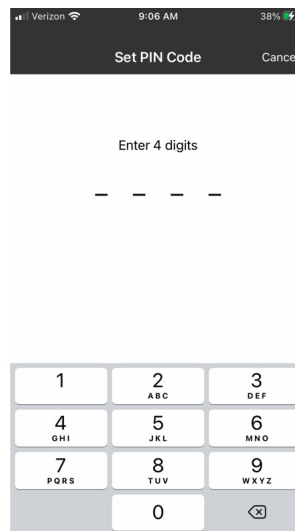 Verizon 9:06 AM 38%
Set PIN Code Cance
Enter 4 digits
1 2 3
ABC DEF
4 5 6
GHI JKL MNO
7 8 9
PQRS TUV WXYZ
0